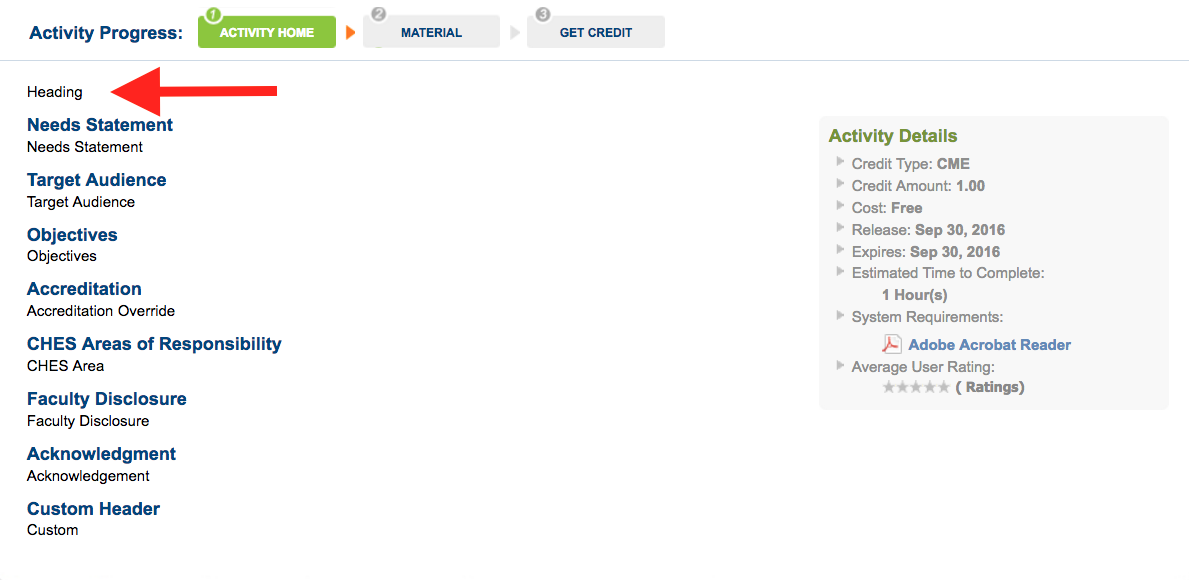 Activity Progress:
1
ACTIVITY HOME
2
MATERIAL
3
GET CREDIT
Heading
Needs Statement
Needs Statement
Target Audience
Target Audience
Objectives
Objectives
Accreditation
Accreditation Override
CHES Areas of Responsibility
CHES Area
Faculty Disclosure
Faculty Disclosure
Acknowledgment
Acknowledgement
Custom Header
Custom
Activity Details
Credit Type: CME
Credit Amount: 1.00
Cost: Free
Release: Sep 30, 2016
Expires: Sep 30, 2016
Estimated Time to Complete:
1 Hour(s)
System Requirements:
Adobe Acrobat Reader
Average User Rating:
( Ratings)